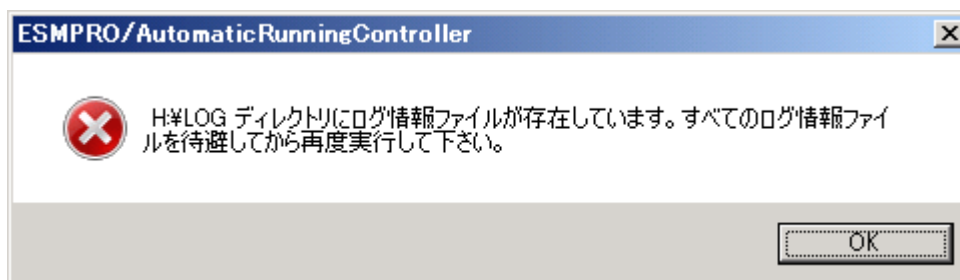 ESMPRO/AutomaticRunningController
H:¥LOG ディレクトリにログ情報ファイルが存在しています。すべてのログ情報ファイ
ルを待避してから再度実行して下さい。
OK